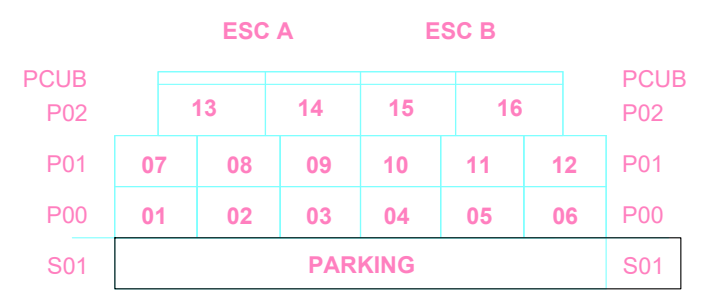 ESC A ESC B
PCUB PCUB
P02 13 14 15 16 P02
P01 07 08 09 10 11 12 P01
P00 01 02 03 04 05 06 P00
S01 PARKING S01